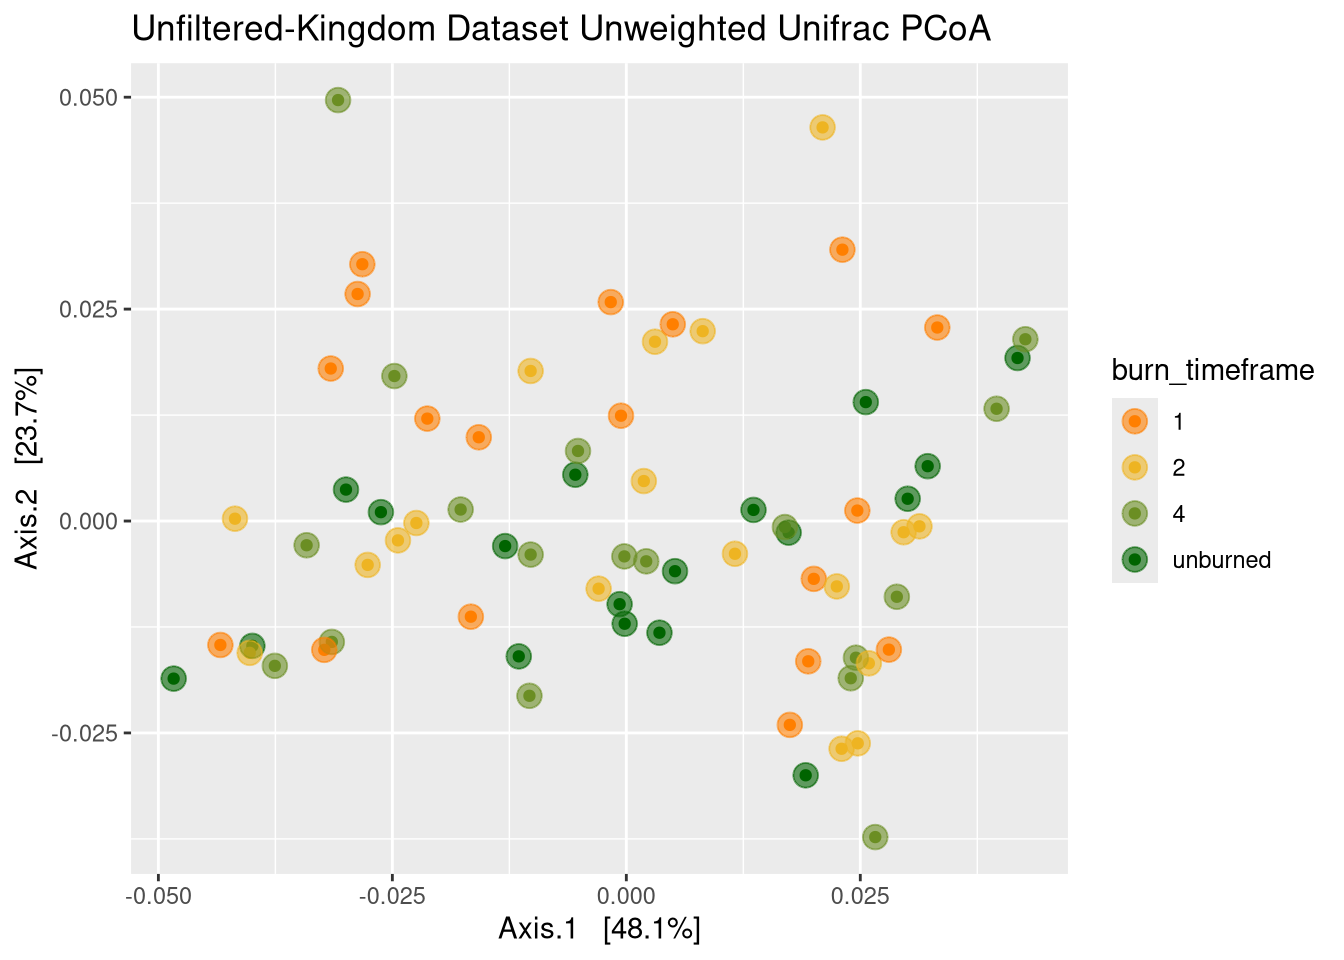 Unfiltered-Kingdom Dataset Unweighted Unifrac PCoA
0.050
0.025
0.000
-0.025
Axis.2 [23.7%]
-0.050
-0.025
0.000
0.025
Axis.1 [48.1%]
burn_timeframe
1
2
4
unburned